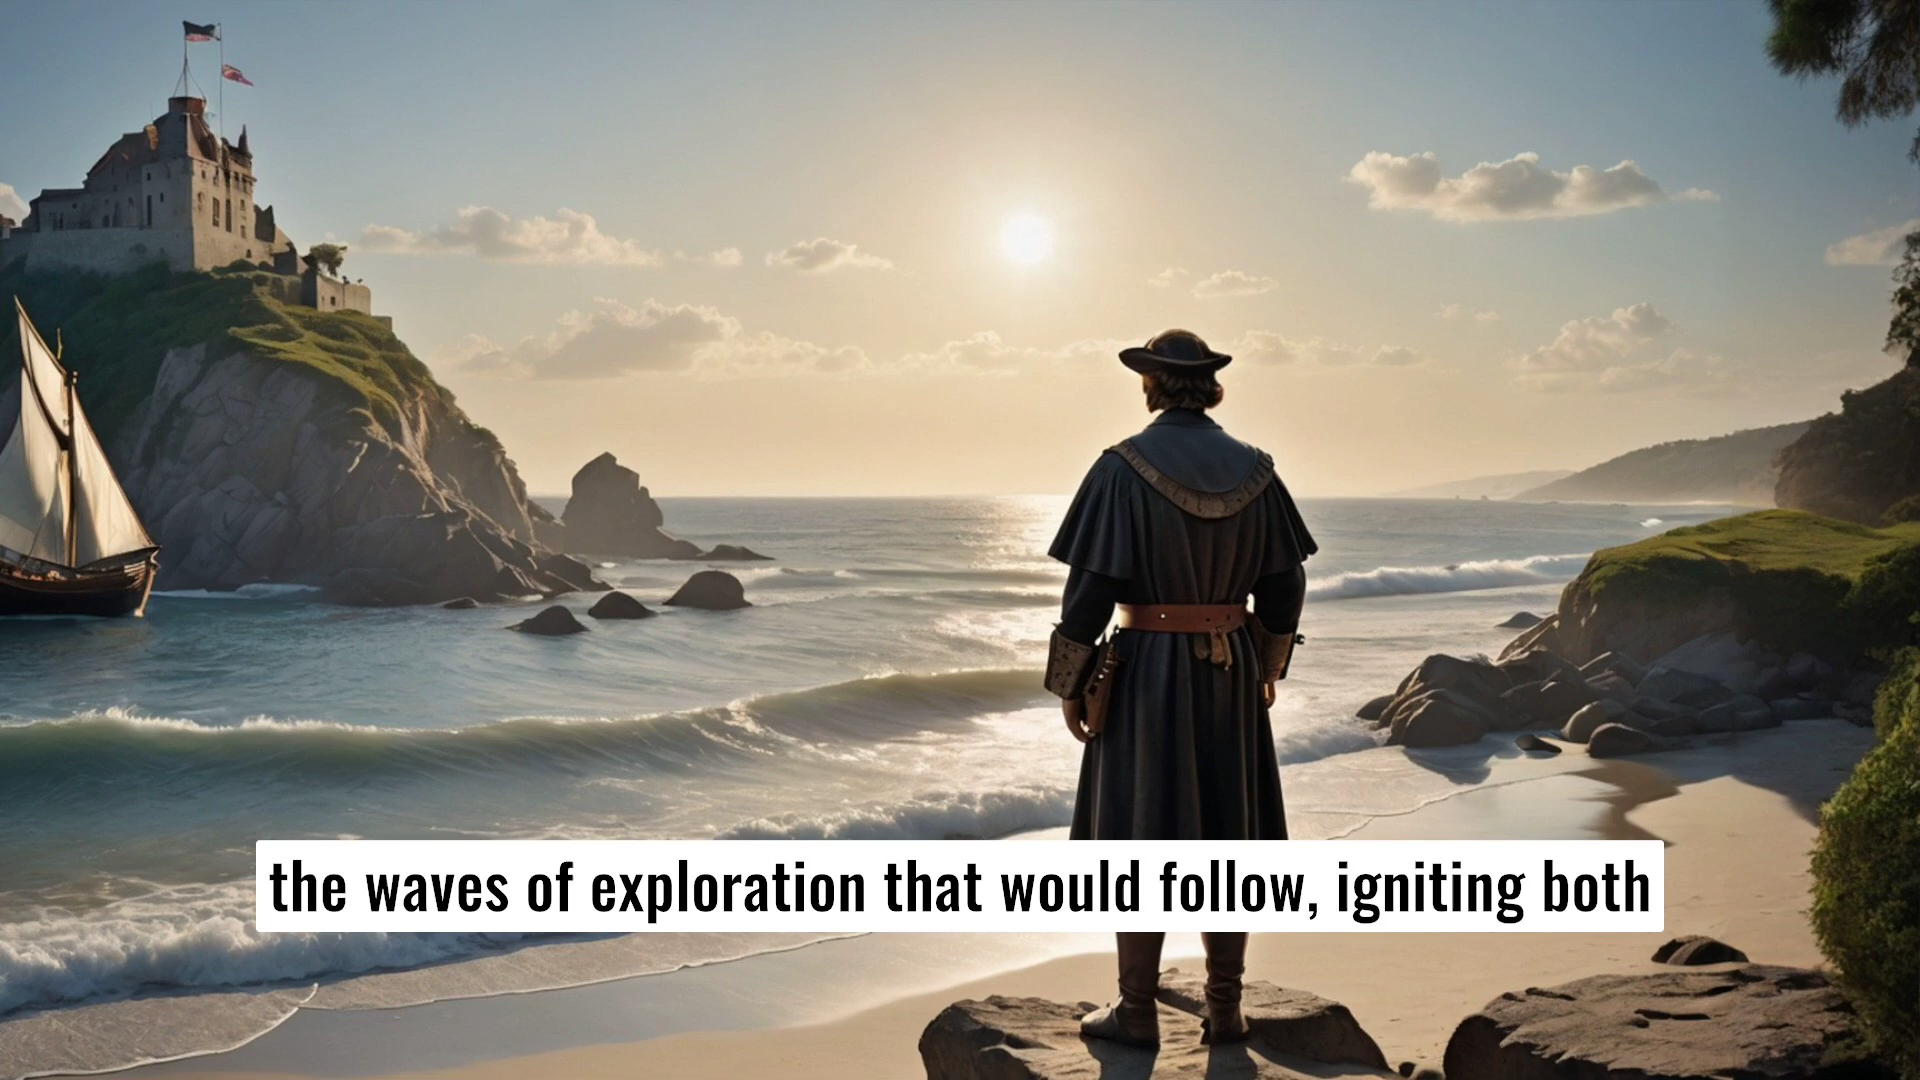 the waves of exploration that would follow, igniting both